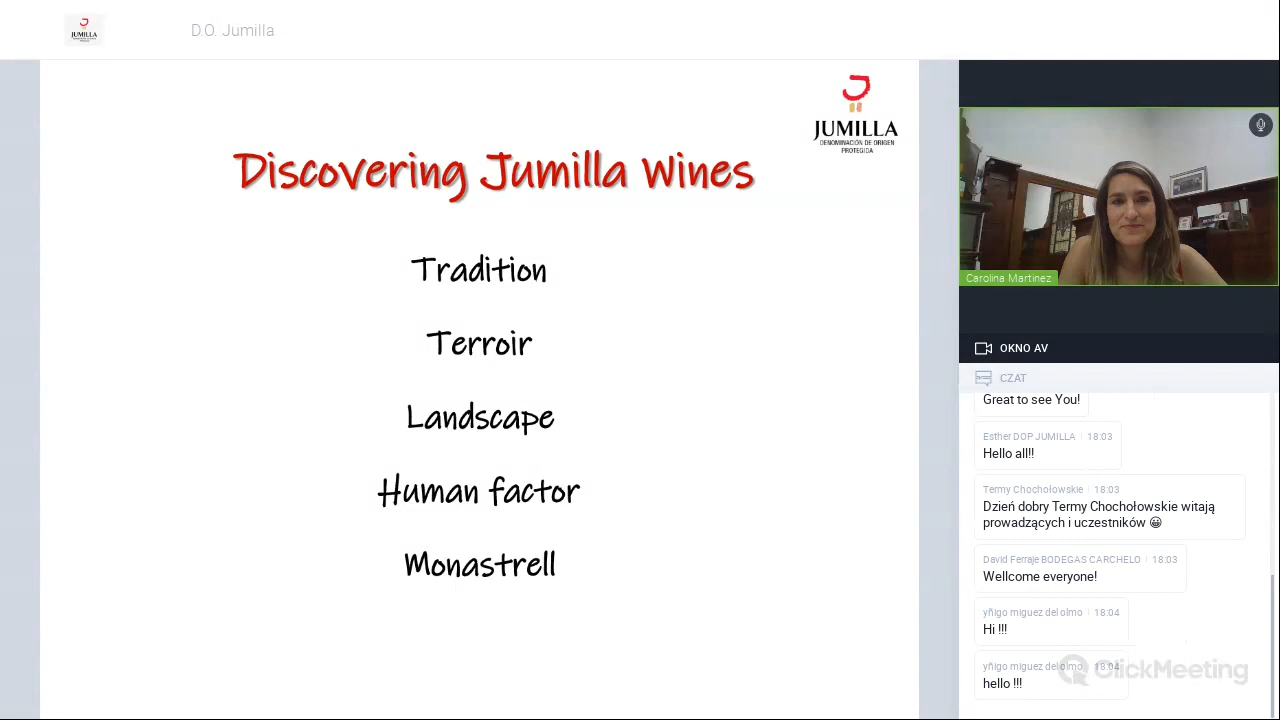 JUMILLA
D.O. Jumilla
JUMILLA
DENOMINACIÓN DE ORIGEN
PROTEGIDA
Discovering Jumilla Wines
Tradition
Terroir
Landscape
Human factor
Monastrell
Carolina Martinez
OKNO AV
CZAT
Great to see You!
Esther DOP JUMILLA 18:03
Hello all!!
Termy Chochołowskie 18:03
Dzień dobry Termy Chochołowskie witają
prowadzących i uczestników 😀
David Ferraje BODEGAS CARCHELO 18:03
Wellcome everyone!
yñigo miguez del olmo 18:04
Hi !!!
yñigo miguez del olmo 18:04
hello !!!
ClickMeeting